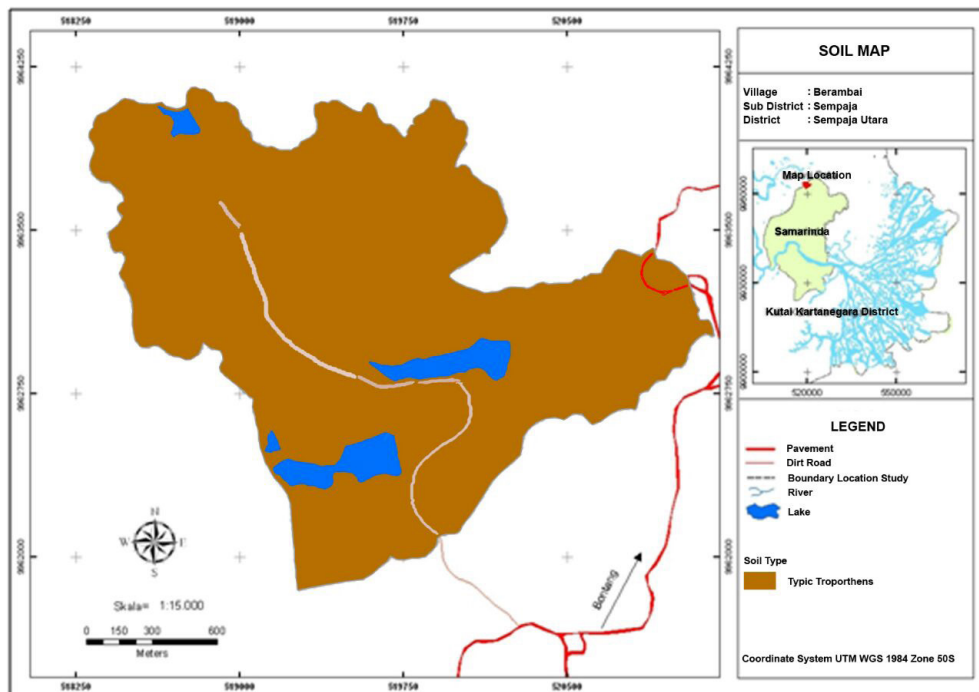 518250 519000 519750 520500
9964250
9963500
9962750
9962000
N
W E
S
Skala= 1:15.000
0 150 300 600
Meters
Bontang
518250 519000 519750 520500
SOIL MAP
Village : Berambai
Sub District : Sempaja
District : Sempaja Utara
Map Location
Samarinda
Kutai Kartanegara District
520000 550000
LEGEND
Pavement
Dirt Road
Boundary Location Study
River
Lake
Soil Type
Typic Troporthens
Coordinate System UTM WGS 1984 Zone 50S